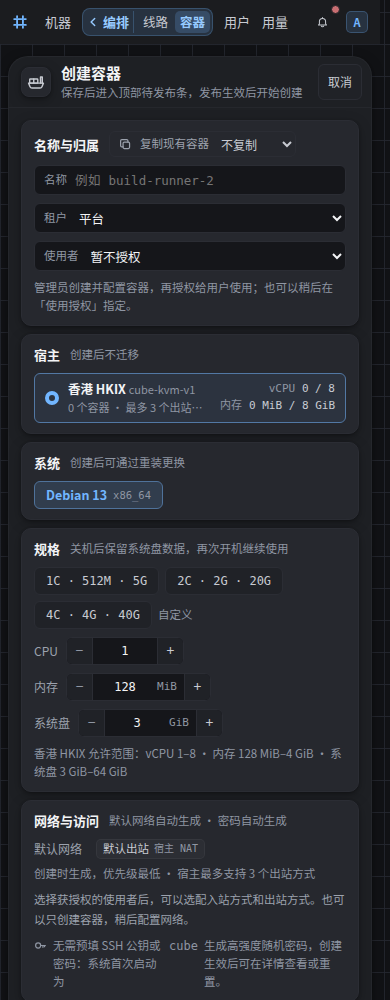 机器 编排 线路 容器 用户 用量 A
创建容器
保存后进入顶部待发布条，发布生效后开始创建
取消
名称与归属 复制现有容器 不复制
名称 例如 build-runner-2
租户 平台
使用者 暂不授权
管理员创建并配置容器，再授权给用户使用；也可以稍后在
「使用授权」指定。
宿主 创建后不迁移
香港 HKIX cube-kvm-v1 vCPU 0 / 8
0 个容器 · 最多 3 个出站··· 内存 0 MiB / 8 GiB
系统 创建后可通过重装更换
Debian 13 x86_64
规格 关机后保留系统盘数据，再次开机继续使用
1C · 512M · 5G 2C · 2G · 20G
4C · 4G · 40G 自定义
CPU − 1 +
内存 − 128 MiB +
系统盘 − 3 GiB +
香港 HKIX 允许范围：vCPU 1–8 · 内存 128 MiB–4 GiB · 系
统盘 3 GiB–64 GiB
网络与访问 默认网络自动生成 · 密码自动生成
默认网络 默认出站 宿主 NAT
创建时生成，优先级最低 · 宿主最多支持 3 个出站方式
选择获授权的使用者后，可以选配入站方式和出站方式。也可
以只创建容器，稍后配置网络。
无需预填 SSH 公钥或 cube 生成高强度随机密码，创建
密码：系统首次启动 生效后可在详情查看或重
为 置。